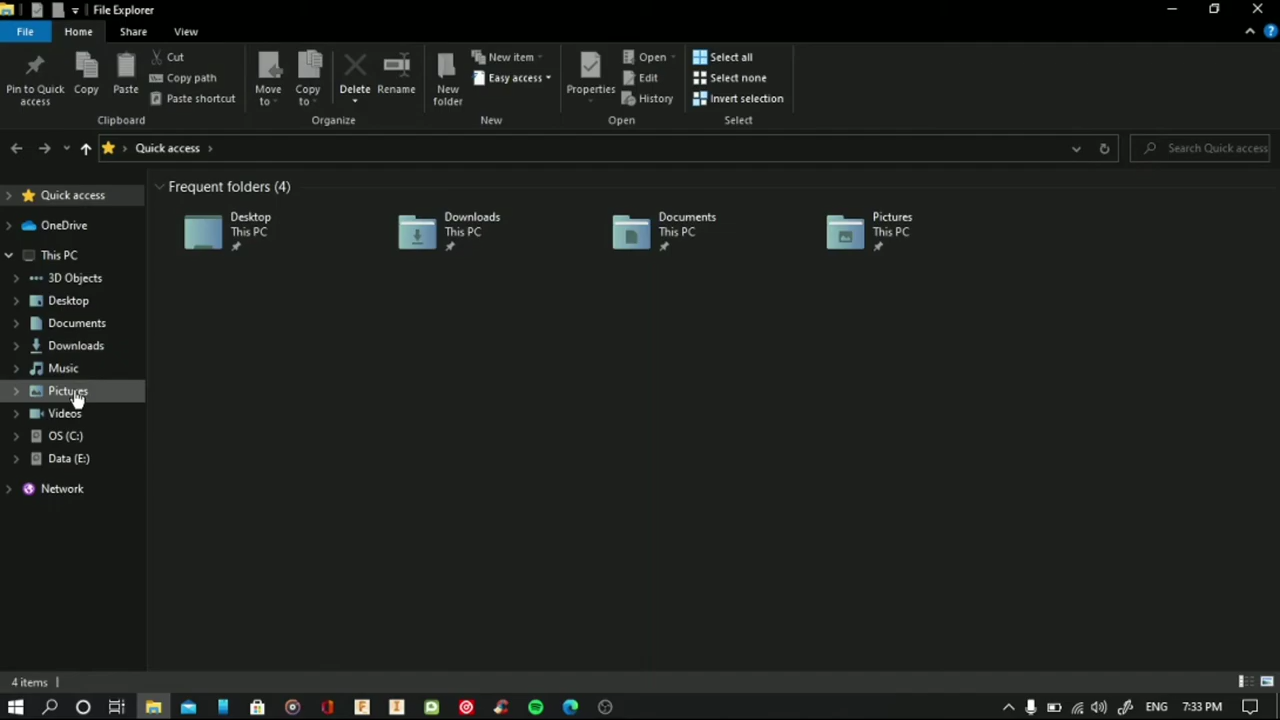 File Explorer
File Home Share View
Pin to Quick access
Copy
Paste
Cut
Copy path
Paste shortcut
Clipboard
Move to
Copy to
Delete
Rename
Organize
New folder
New item
Easy access
New
Properties
Open
Edit
History
Open
Select all
Select none
Invert selection
Select
Quick access
Search Quick access
Quick access
OneDrive
This PC
3D Objects
Desktop
Documents
Downloads
Music
Pictures
Videos
OS (C:)
Data (E:)
Network
Frequent folders (4)
Desktop
This PC
Downloads
This PC
Documents
This PC
Pictures
This PC
4 items
ENG 7:33 PM